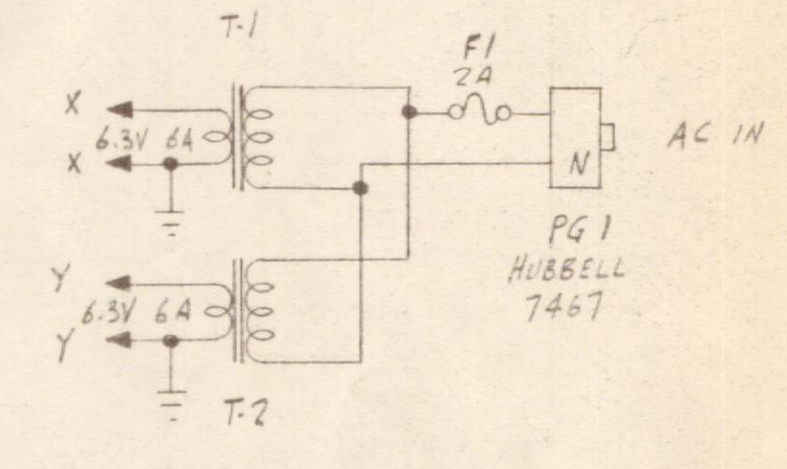 T-1
F1
2A
X
6.3V 6A
X
N
AC IN
PG 1
HUBBELL
7467
Y
6.3V 6A
Y
T-2